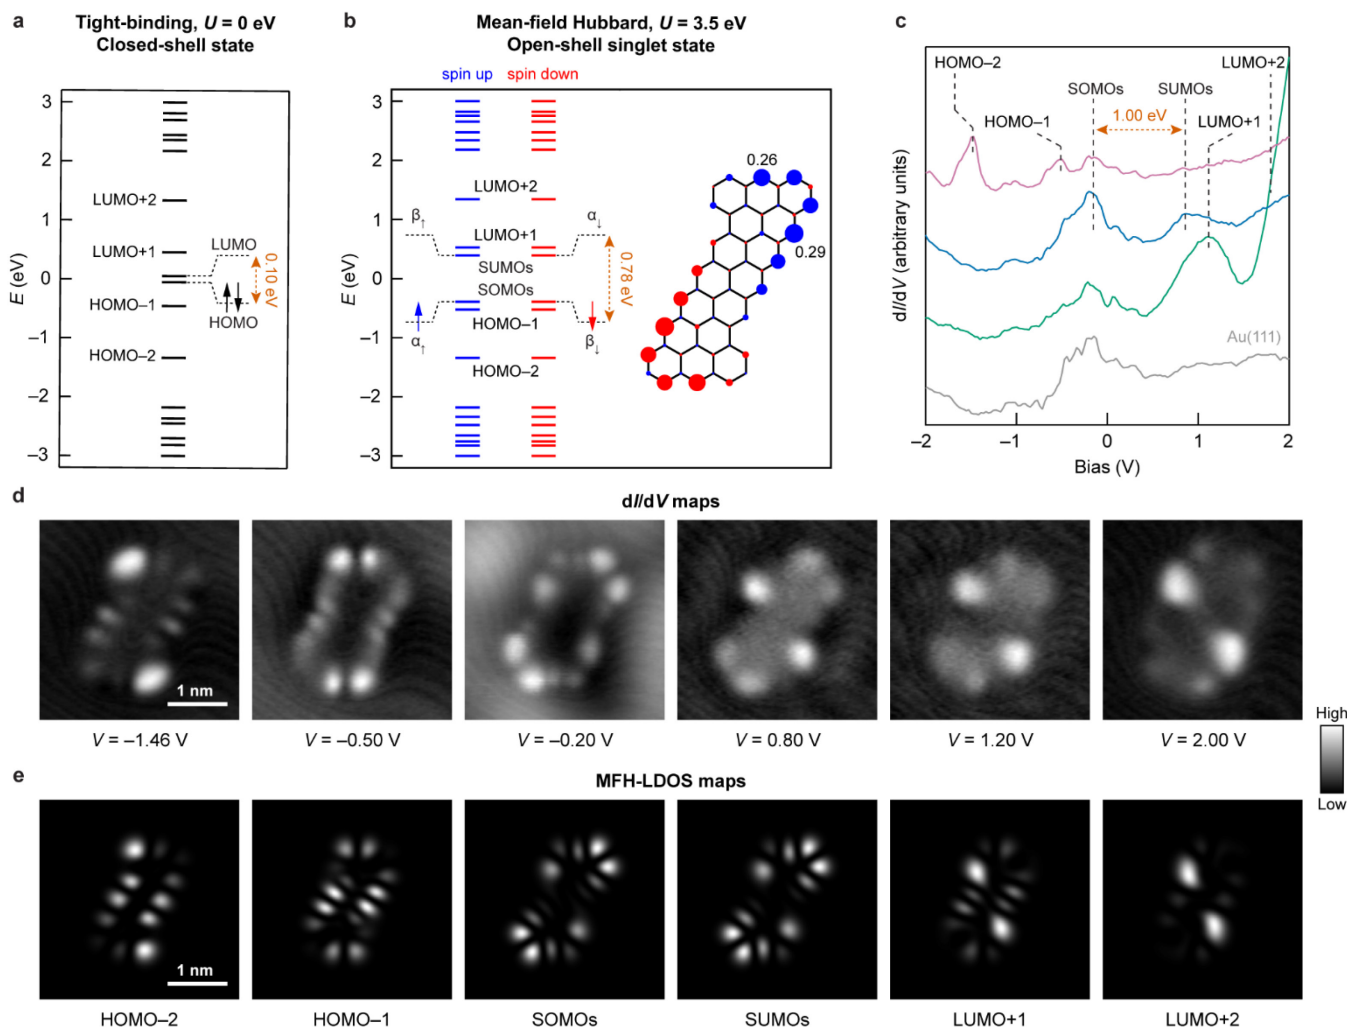 a
Tight-binding, U = 0 eV
Closed-shell state
3
2
1
0
−1
−2
−3
E (eV)
LUMO+2
LUMO+1
LUMO
0.10 eV
HOMO
HOMO−1
HOMO−2
b
Mean-field Hubbard, U = 3.5 eV
Open-shell singlet state
spin up
spin down
3
2
1
0
−1
−2
−3
E (eV)
LUMO+2
β↑
LUMO+1
α↓
SUMOs
SOMOs
0.78 eV
HOMO−1
α↑
β↓
HOMO−2
0.26
0.29
c
HOMO−2
LUMO+2
SOMOs
SUMOs
1.00 eV
HOMO−1
LUMO+1
Au(111)
dI/dV (arbitrary units)
−2
−1
0
1
2
Bias (V)
d
dI/dV maps
1 nm
V = −1.46 V
V = −0.50 V
V = −0.20 V
V = 0.80 V
V = 1.20 V
V = 2.00 V
High
Low
e
MFH-LDOS maps
1 nm
HOMO−2
HOMO−1
SOMOs
SUMOs
LUMO+1
LUMO+2